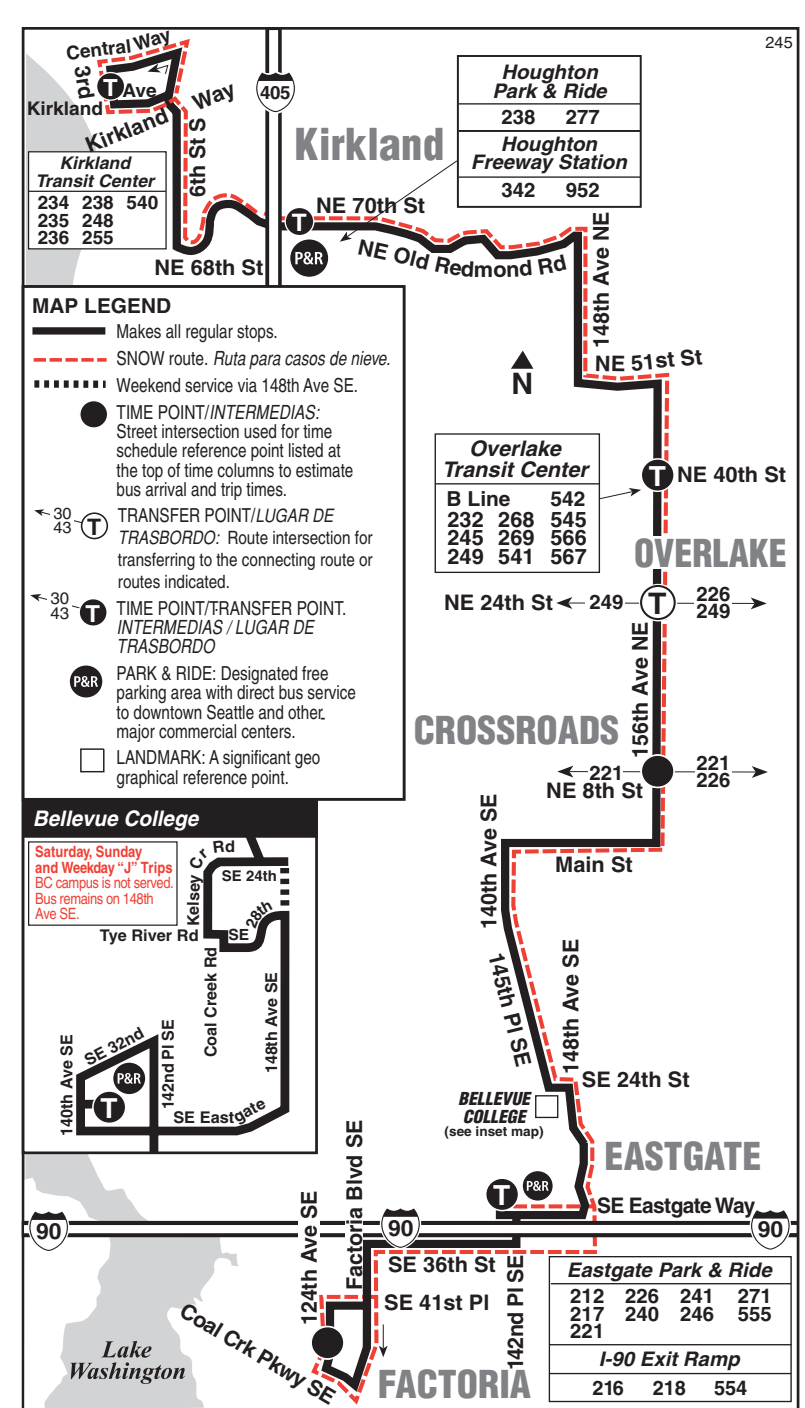 245
Central Way
3rd
T Ave
Kirkland
Kirkland Way
6th St S
405
Kirkland
Houghton
Park & Ride
238 277
Houghton
Freeway Station
342 952
Kirkland
Transit Center
234 238 540
235 248
236 255
T NE 70th St
P&R
NE 68th St
NE Old Redmond Rd
148th Ave NE
NE 51st St
N
MAP LEGEND
Makes all regular stops.
SNOW route. Ruta para casos de nieve.
Weekend service via 148th Ave SE.
TIME POINT/INTERMEDIAS:
Street intersection used for time
schedule reference point listed at
the top of time columns to estimate
bus arrival and trip times.
30
43 T
TRANSFER POINT/LUGAR DE
TRASBORDO: Route intersection for
transferring to the connecting route or
routes indicated.
30
43 T
TIME POINT/TRANSFER POINT.
INTERMEDIAS / LUGAR DE
TRASBORDO
P&R
PARK & RIDE: Designated free
parking area with direct bus service
to downtown Seattle and other
major commercial centers.
LANDMARK: A significant geo
graphical reference point.
Overlake
Transit Center
B Line 542
232 268 545
245 269 566
249 541 567
T NE 40th St
OVERLAKE
NE 24th St 249 T 226
249
156th Ave NE
CROSSROADS
221 221
226
NE 8th St
Main St
140th Ave SE
145th Pl SE
148th Ave SE
SE 24th St
BELLEVUE
COLLEGE
(see inset map)
EASTGATE
T P&R
SE Eastgate Way
90 90 90
Bellevue College
Saturday, Sunday
and Weekday "J" Trips
BC campus is not served.
Bus remains on 148th
Ave SE.
Kelsey Cr Rd
SE 24th
SE 28th
Tye River Rd
Coal Creek Rd
148th Ave SE
SE 32nd
140th Ave SE
142nd Pl SE
P&R
T
SE Eastgate
124th Ave SE
Factoria Blvd SE
SE 36th St
SE 41st Pl
142nd Pl SE
Coal Crk Pkwy SE
FACTORIA
Lake
Washington
Eastgate Park & Ride
212 226 241 271
217 240 246 555
221
I-90 Exit Ramp
216 218 554